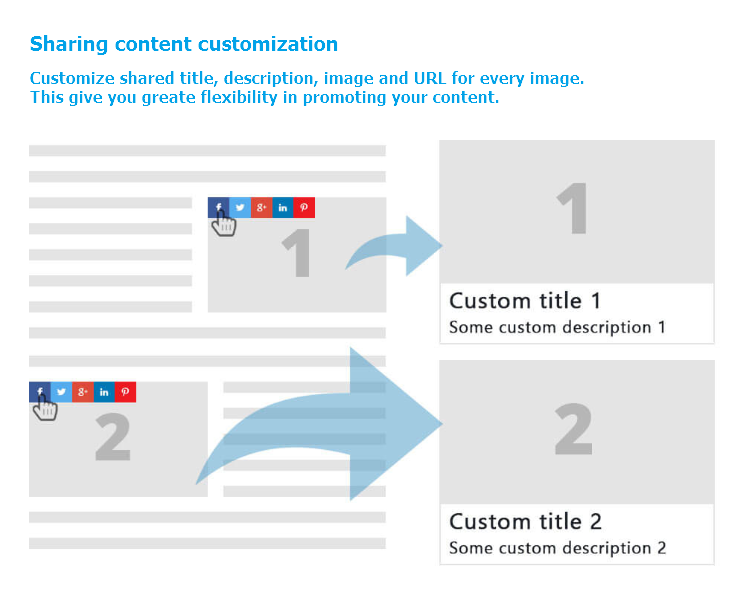 Sharing content customization
Customize shared title, description, image and URL for every image.
This give you greate flexibility in promoting your content.
f g+ in
1
1
Custom title 1
Some custom description 1
f g+ in
2
2
Custom title 2
Some custom description 2